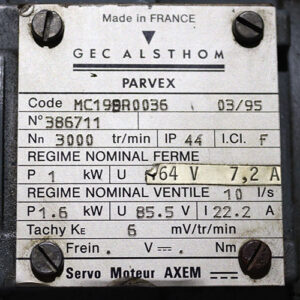 Made in FRANCE
GEC ALSTHOM
PARVEX
Code MC19SR0036 03/95
N° 386711
Nn 3000 tr/min IP 44 I.Cl. F
REGIME NOMINAL FERME
P 1 kW U 64 V 7,2 A
REGIME NOMINAL VENTILE 10 l/s
P 1.6 kW U 85.5 V I 22.2 A
Tachy KE 6 mV/tr/min
Frein . V . Nm
Servo Moteur AXEM